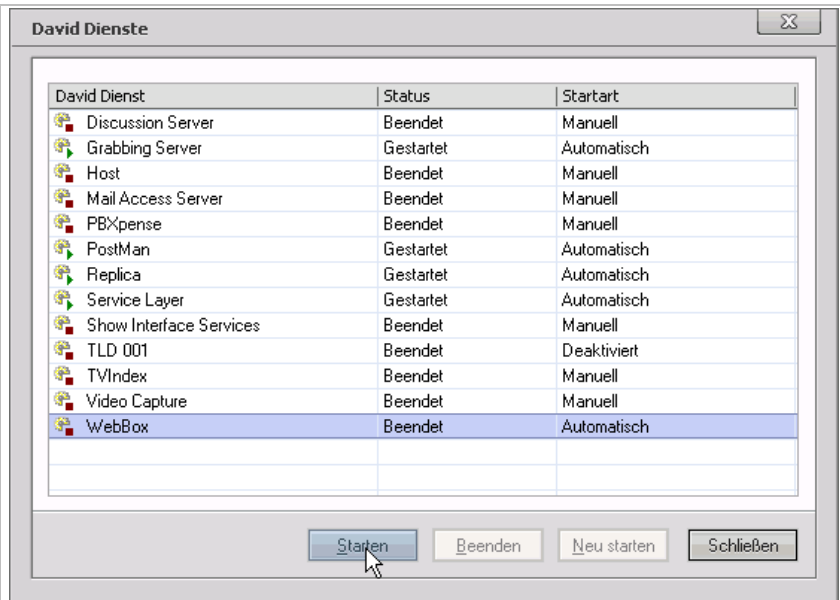 David Dienste
David Dienst Status Startart
Discussion Server Beendet Manuell
Grabbing Server Gestartet Automatisch
Host Beendet Manuell
Mail Access Server Beendet Manuell
PBXpense Beendet Manuell
PostMan Gestartet Automatisch
Replica Gestartet Automatisch
Service Layer Gestartet Automatisch
Show Interface Services Beendet Manuell
TLD 001 Beendet Deaktiviert
TVIndex Beendet Manuell
Video Capture Beendet Manuell
WebBox Beendet Automatisch
Starten Beenden Neu starten Schließen